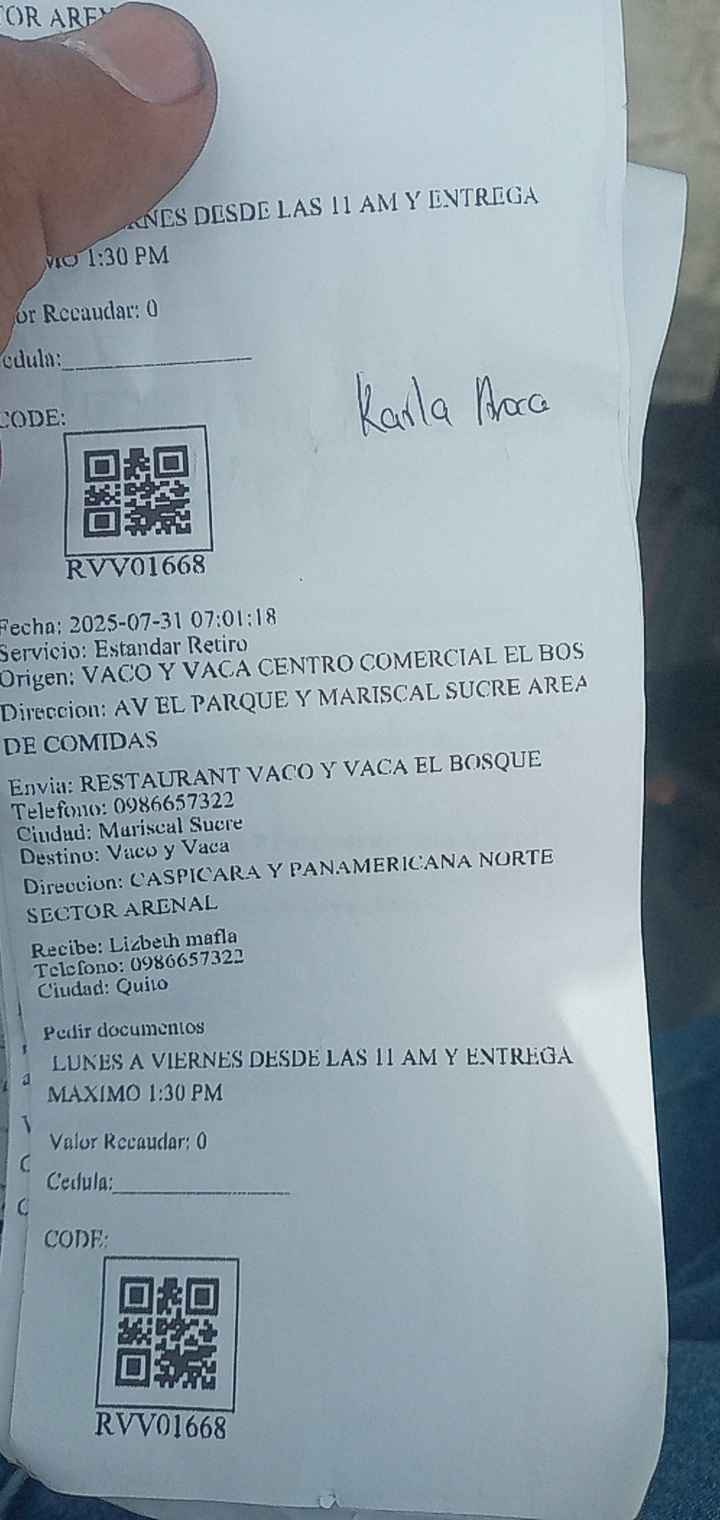 TOR AREN
RNES DESDE LAS 11 AM Y ENTREGA
MO 1:30 PM
or Recaudar: 0
edula:
Karla
CODE:
RVV01668
Fecha: 2025-07-31 07:01:18
Servicio: Estandar Retiro
Origen: VACO Y VACA CENTRO COMERCIAL EL BOS
Direccion: AV EL PARQUE Y MARISCAL SUCRE AREA
DE COMIDAS
Envia: RESTAURANT VACO Y VACA EL BOSQUE
Telefono: 0986657322
Ciudad: Mariscal Sucre
Destino: Vaco y Vaca
Direccion: CASPICARA Y PANAMERICANA NORTE
SECTOR ARENAL
Recibe: Lizbeth mafla
Telefono: 0986657322
Ciudad: Quito
Pedir documentos
LUNES A VIERNES DESDE LAS 11 AM Y ENTREGA
MAXIMO 1:30 PM
Valor Recaudar: 0
Cedula:
CODE:
RVV01668